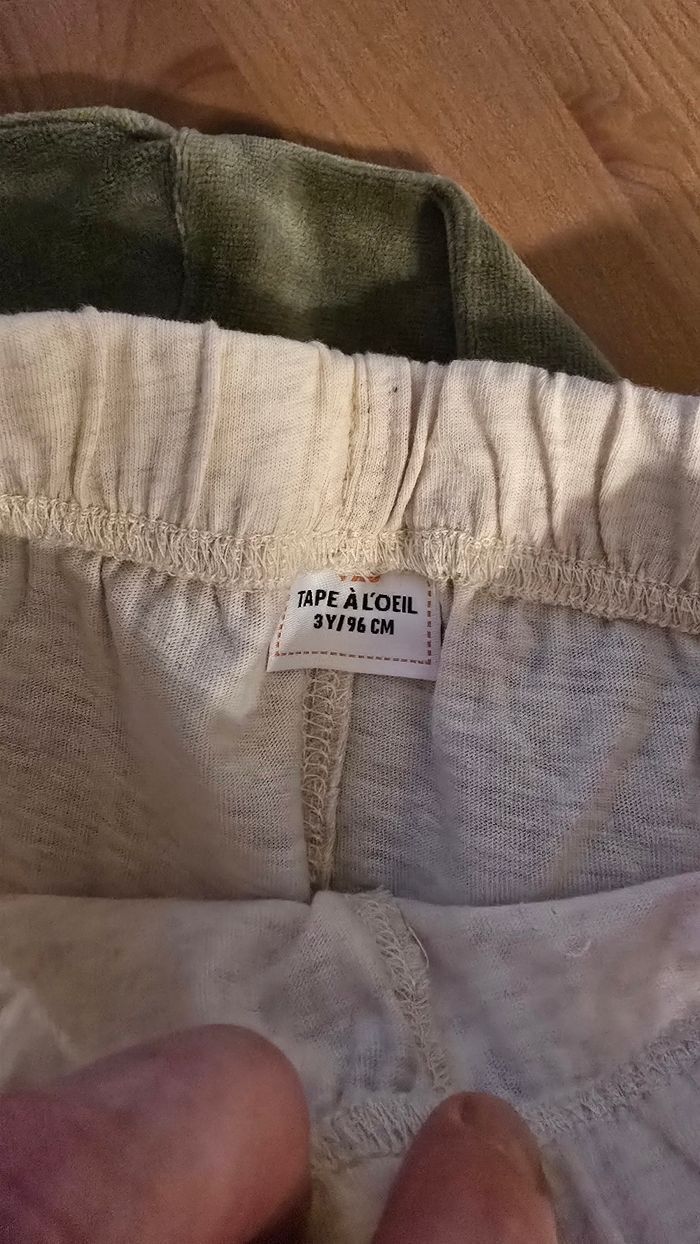 TAPE À L'OEIL
3Y/96 CM